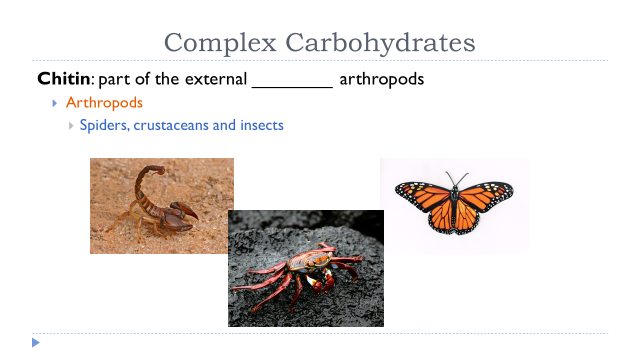 Complex Carbohydrates
Chitin: part of the external ________ arthropods
Arthropods
Spiders, crustaceans and insects